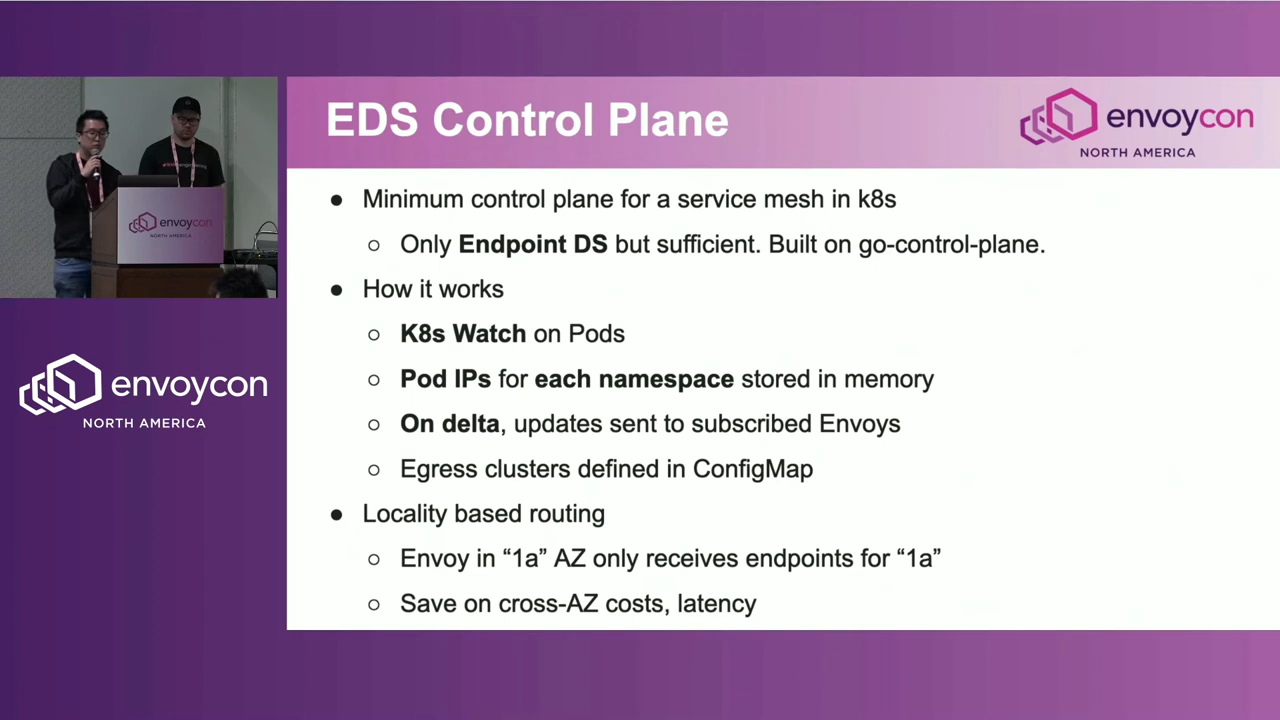 EDS Control Plane
envoycon
NORTH AMERICA
● Minimum control plane for a service mesh in k8s
○ Only Endpoint DS but sufficient. Built on go-control-plane.
● How it works
○ K8s Watch on Pods
○ Pod IPs for each namespace stored in memory
○ On delta, updates sent to subscribed Envoys
○ Egress clusters defined in ConfigMap
● Locality based routing
○ Envoy in “1a” AZ only receives endpoints for “1a”
○ Save on cross-AZ costs, latency
envoycon
NORTH AMERICA
envoycon
NORTH AMERICA